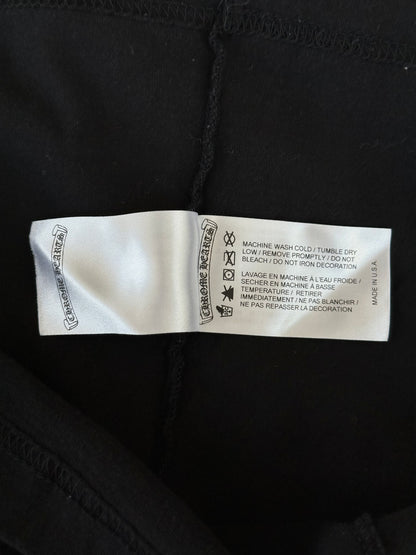 CHROME HEARTS
CHROME HEARTS
MACHINE WASH COLD / TUMBLE DRY
LOW / REMOVE PROMPTLY / DO NOT
BLEACH / DO NOT IRON DECORATION
LAVAGE EN MACHINE À L'EAU FROIDE /
SECHER EN MACHINE À BASSE
TEMPERATURE / RETIRER
IMMÉDIATEMENT / NE PAS BLANCHIR /
NE PAS REPASSER LA DECORATION
MADE IN U.S.A.